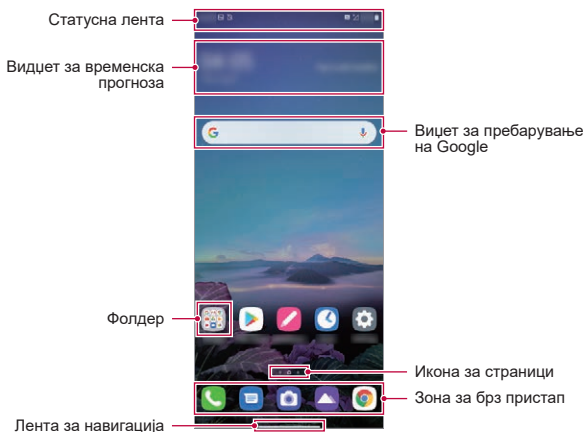 Статусна лента
Видџет за временска
прогноза
Виџет за пребарување
на Google
Фолдер
Икона за страници
Зона за брз пристап
Лента за навигација